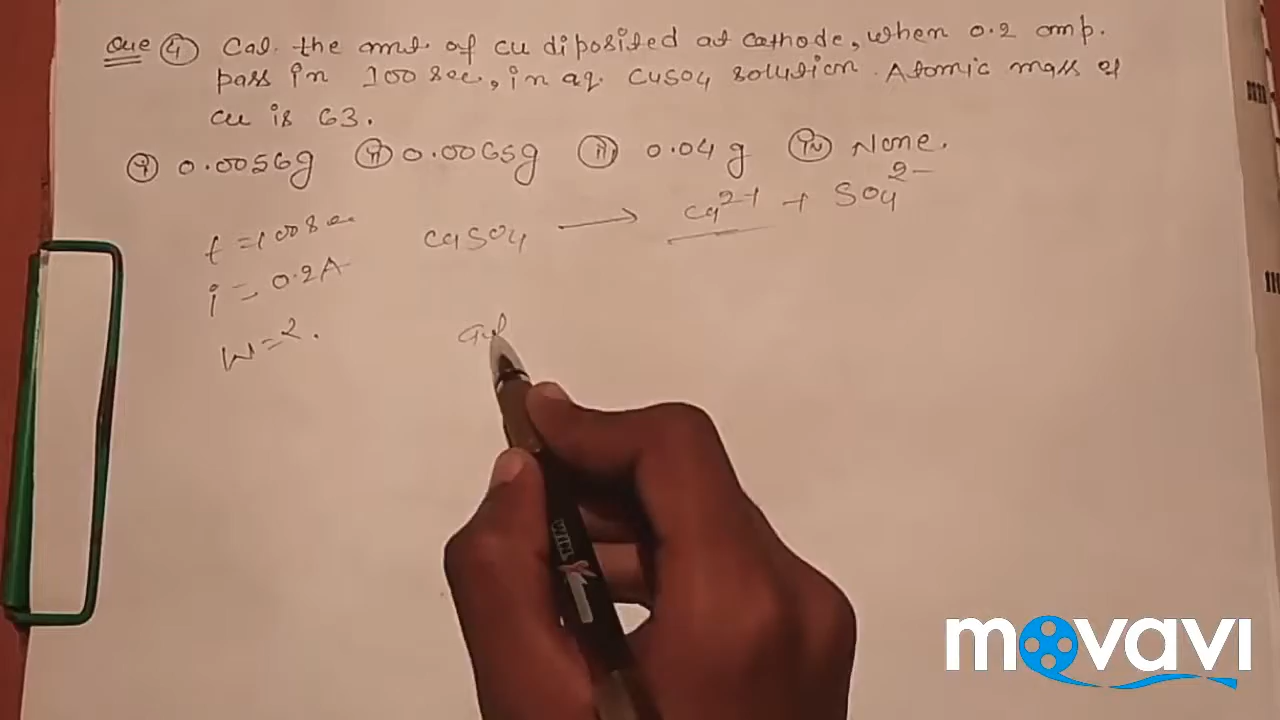 Que 4 Cal. the amt. of cu diposited at cathode, when 0.2 amp.
pass in 100 sec, in aq. CuSO4 solution. Atomic mass of
cu is 63.
i 0.0056g ii 0.0065g iii 0.04 g iv None.
t = 100 sec
i = 0.2A
W = ?.
CuSO4 → Cu2+ + SO4 2-
movavi